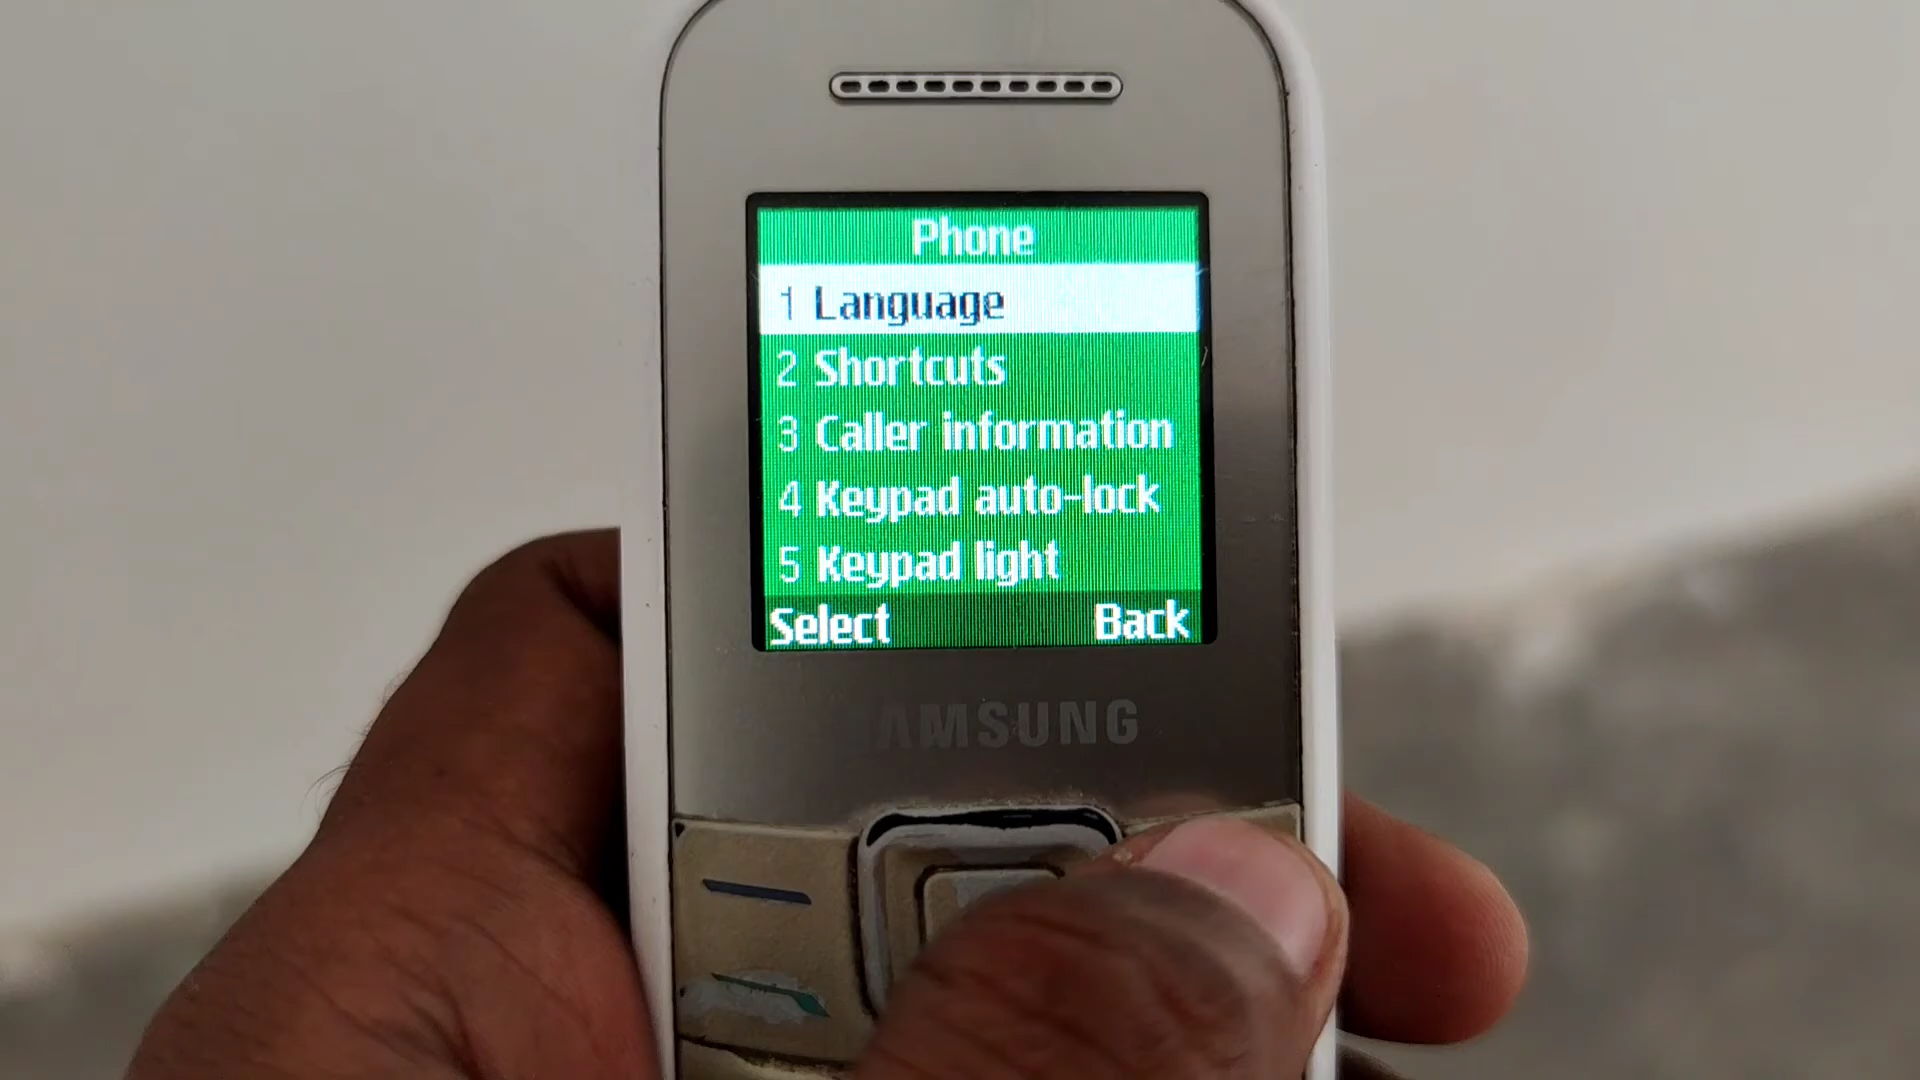 Phone
1 Language
2 Shortcuts
3 Caller information
4 Keypad auto-lock
5 Keypad light
Select Back
AMSUNG